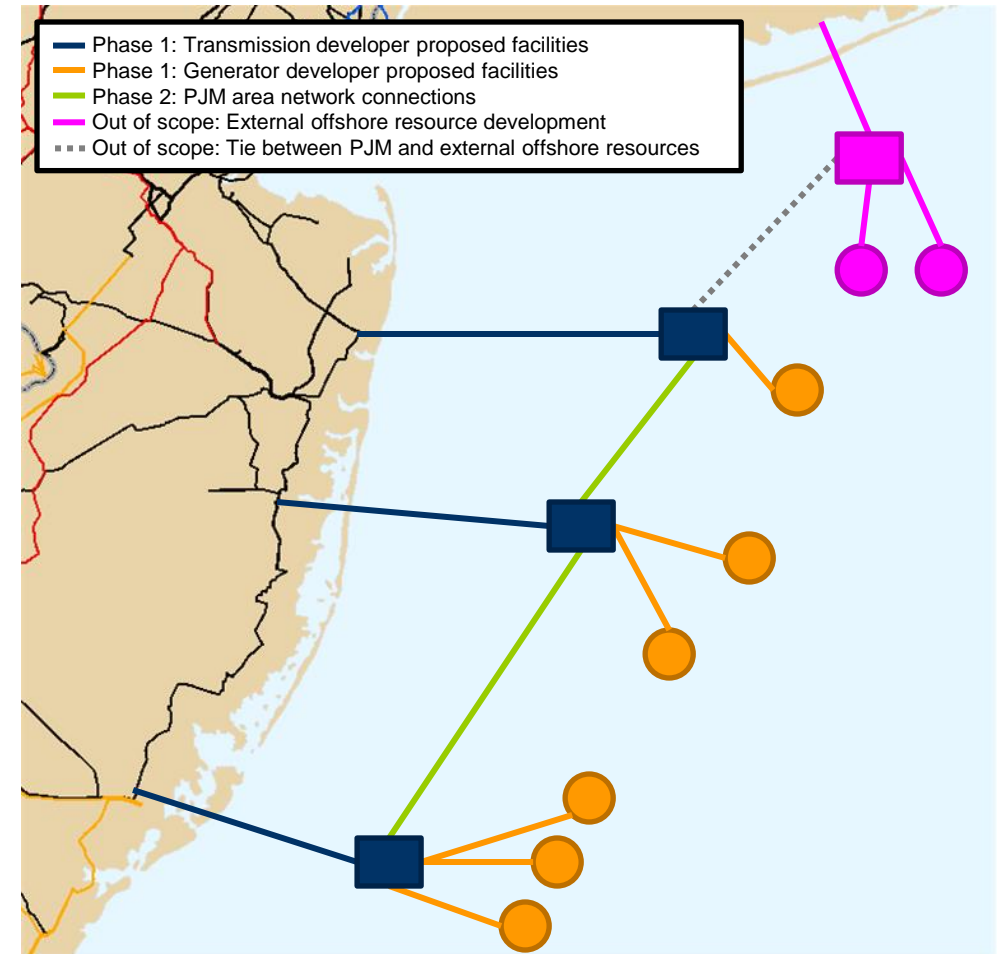 Phase 1: Transmission developer proposed facilities
Phase 1: Generator developer proposed facilities
Phase 2: PJM area network connections
Out of scope: External offshore resource development
Out of scope: Tie between PJM and external offshore resources